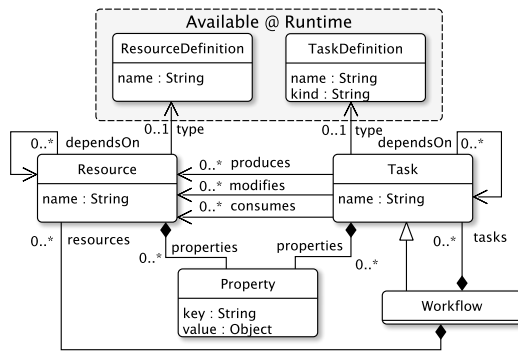 Available @ Runtime
ResourceDefinition
name : String
TaskDefinition
name : String
kind : String
0..1 type
0..1 type
0..* dependsOn
dependsOn 0..*
Resource
name : String
0..* produces
0..* modifies
0..* consumes
Task
name : String
0..* resources
properties
0..*
properties
0..*
0..* tasks
Property
key : String
value : Object
Workflow